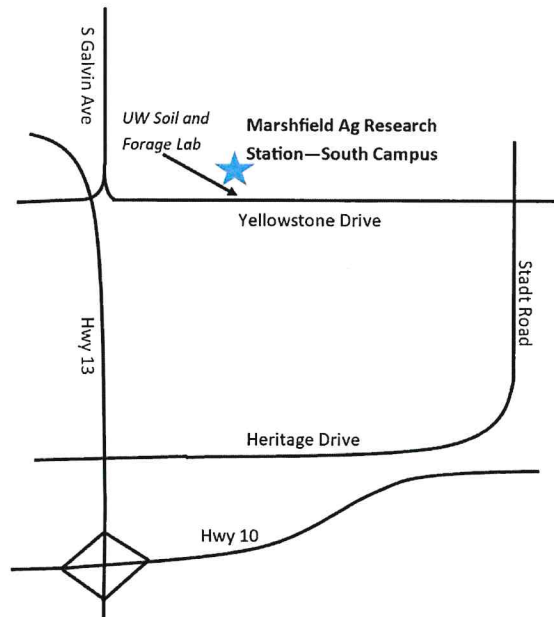 S Galvin Ave
UW Soil and
Forage Lab
Marshfield Ag Research
Station—South Campus
Yellowstone Drive
Stadt Road
Hwy 13
Heritage Drive
Hwy 10